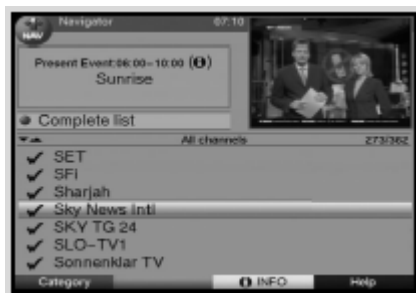 Navigator 07:10
NAV
Present Event:06:00-10:00 (i)
Sunrise
Complete list
All channels 273/362
SET
SFi
Sharjah
Sky News Intl
SKY TG 24
SLO-TV1
Sonnenklar TV
Category i INFO Help